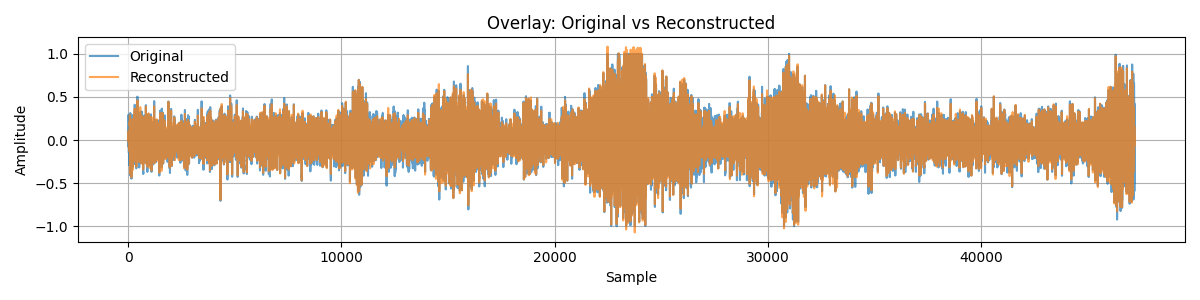 Overlay: Original vs Reconstructed
Original
Reconstructed
Amplitude
1.0
0.5
0.0
−0.5
−1.0
0 10000 20000 30000 40000
Sample